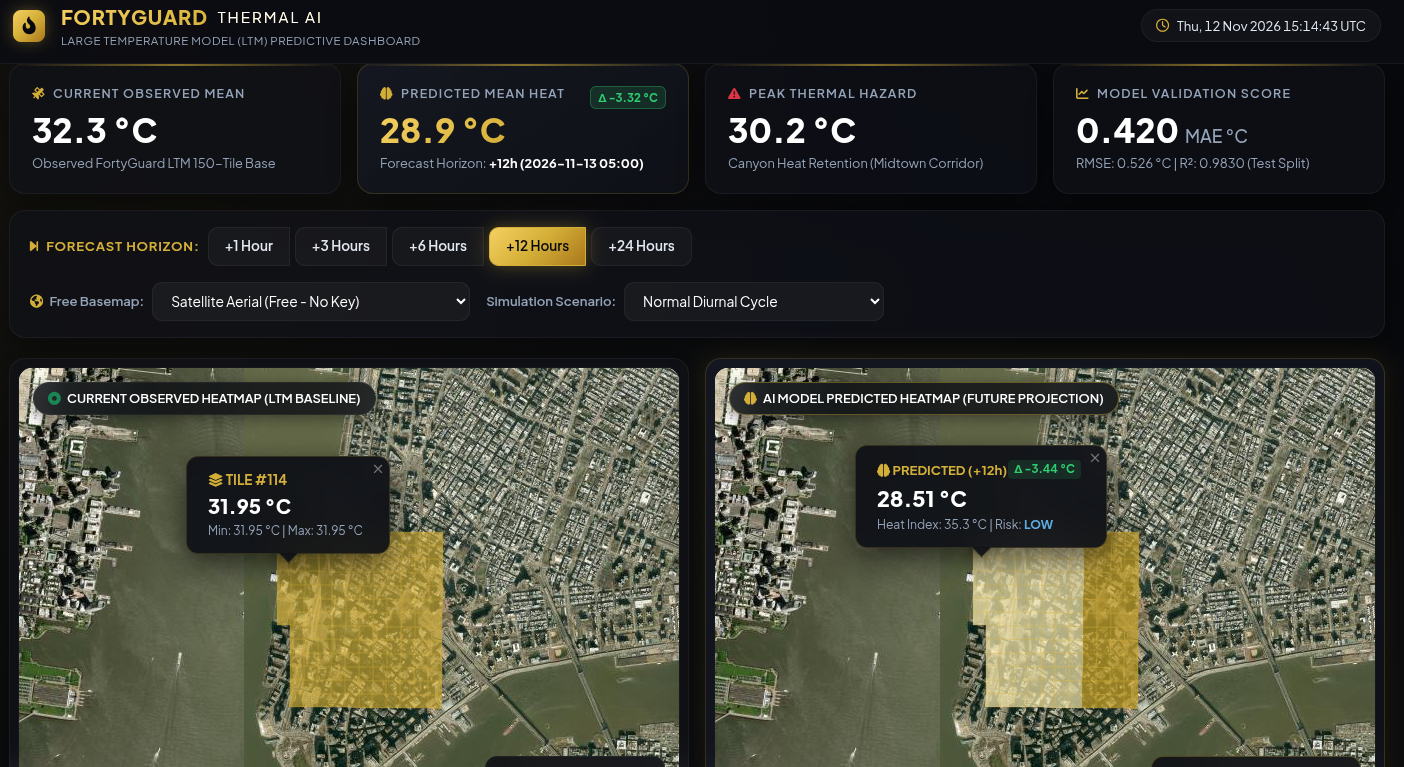 FORTYGUARD THERMAL AI
LARGE TEMPERATURE MODEL (LTM) PREDICTIVE DASHBOARD
Thu, 12 Nov 2026 15:14:43 UTC
CURRENT OBSERVED MEAN
32.3 °C
Observed FortyGuard LTM 150-Tile Base
PREDICTED MEAN HEAT
Δ -3.32 °C
28.9 °C
Forecast Horizon: +12h (2026-11-13 05:00)
PEAK THERMAL HAZARD
30.2 °C
Canyon Heat Retention (Midtown Corridor)
MODEL VALIDATION SCORE
0.420 MAE °C
RMSE: 0.526 °C | R²: 0.9830 (Test Split)
FORECAST HORIZON: +1 Hour +3 Hours +6 Hours +12 Hours +24 Hours
Free Basemap: Satellite Aerial (Free - No Key) Simulation Scenario: Normal Diurnal Cycle
CURRENT OBSERVED HEATMAP (LTM BASELINE)
TILE #114
31.95 °C
Min: 31.95 °C | Max: 31.95 °C
AI MODEL PREDICTED HEATMAP (FUTURE PROJECTION)
PREDICTED (+12h) Δ -3.44 °C
28.51 °C
Heat Index: 35.3 °C | Risk: LOW